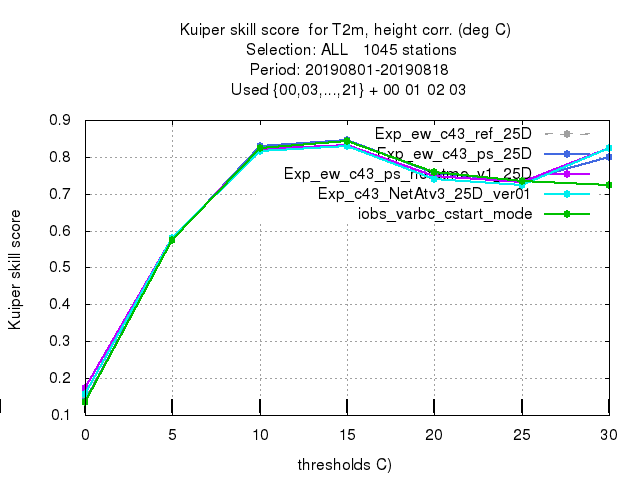 Kuiper skill score  for T2m, height corr. (deg C)
Selection: ALL   1045 stations
Period: 20190801-20190818
Used {00,03,...,21} + 00 01 02 03
Kuiper skill score
0.9
0.8
0.7
0.6
0.5
0.4
0.3
0.2
0.1
Exp_ew_c43_ref_25D
Exp_ew_c43_ps_25D
Exp_c43_NetAtv3_25D_ver01
iobs_varbc_cstart_mode
0 5 10 15 20 25 30
thresholds C)